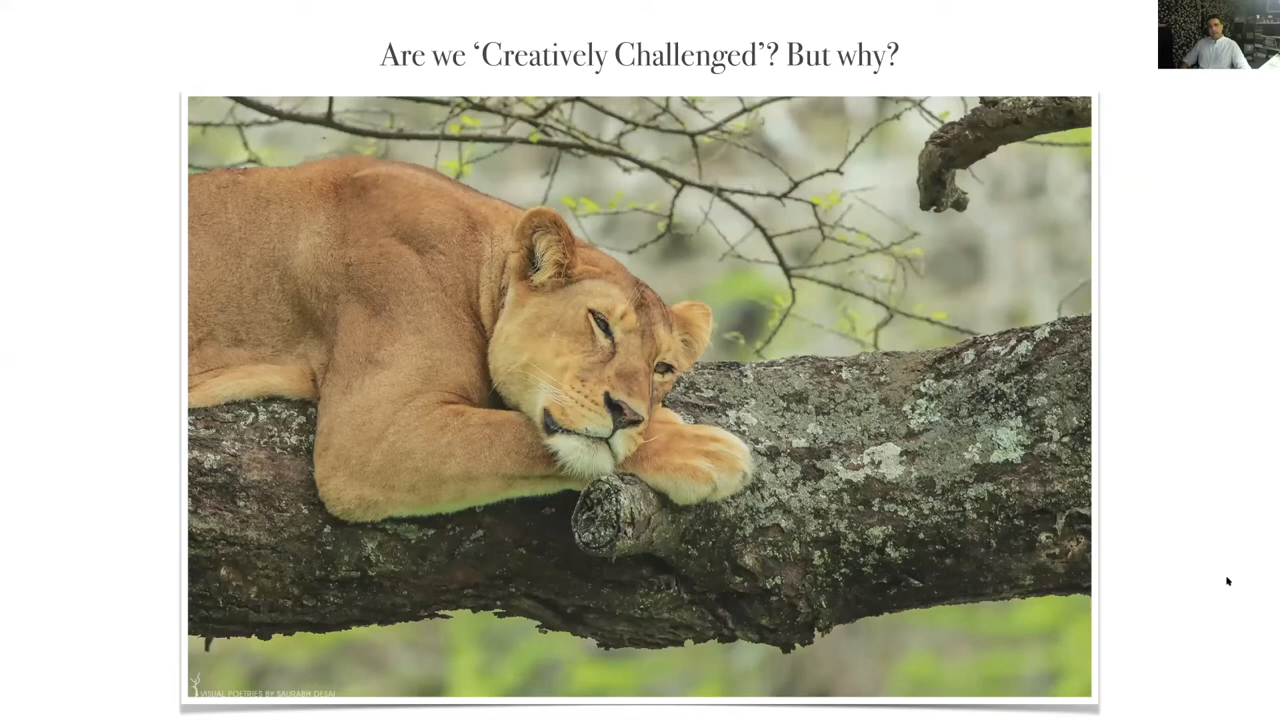 Are we ‘Creatively Challenged’? But why?
VISUAL POETRIES BY SAURABH DESAI